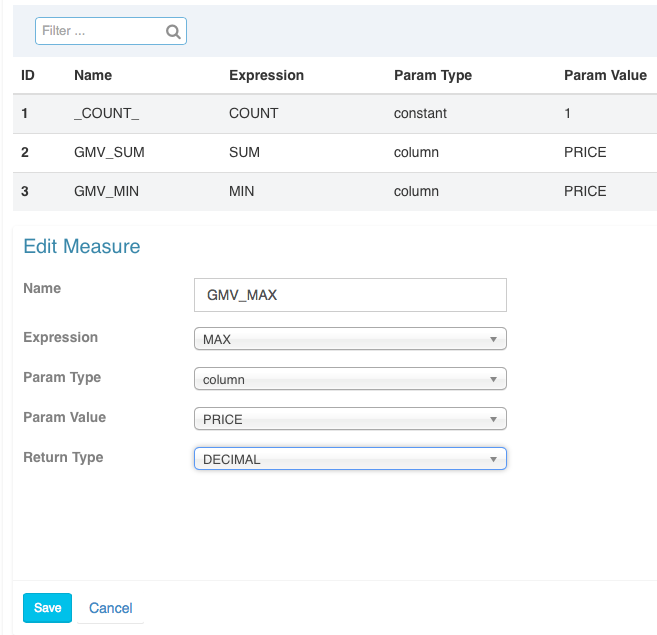 Filter ...
ID Name Expression Param Type Param Value
1 _COUNT_ COUNT constant 1
2 GMV_SUM SUM column PRICE
3 GMV_MIN MIN column PRICE
Edit Measure
Name GMV_MAX
Expression MAX
Param Type column
Param Value PRICE
Return Type DECIMAL
Save Cancel